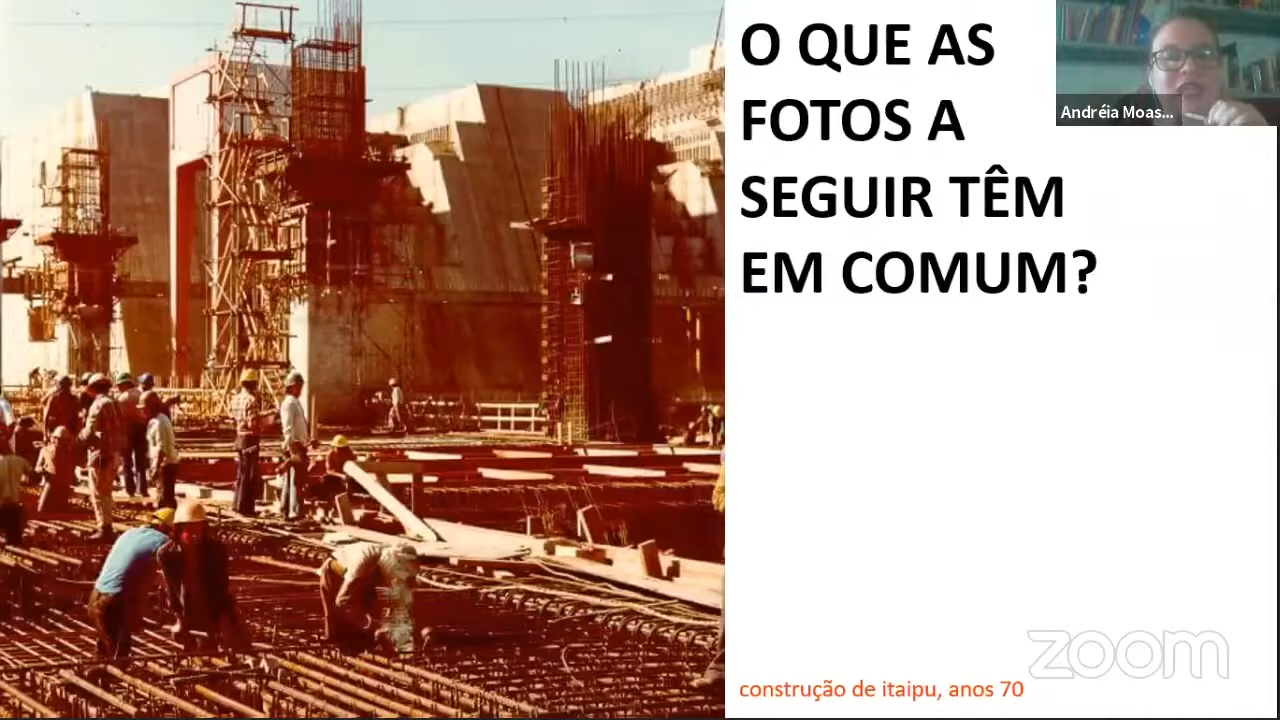 O QUE AS
FOTOS A
SEGUIR TÊM
EM COMUM?
Andréia Moas...
zoom
construção de itaipu, anos 70